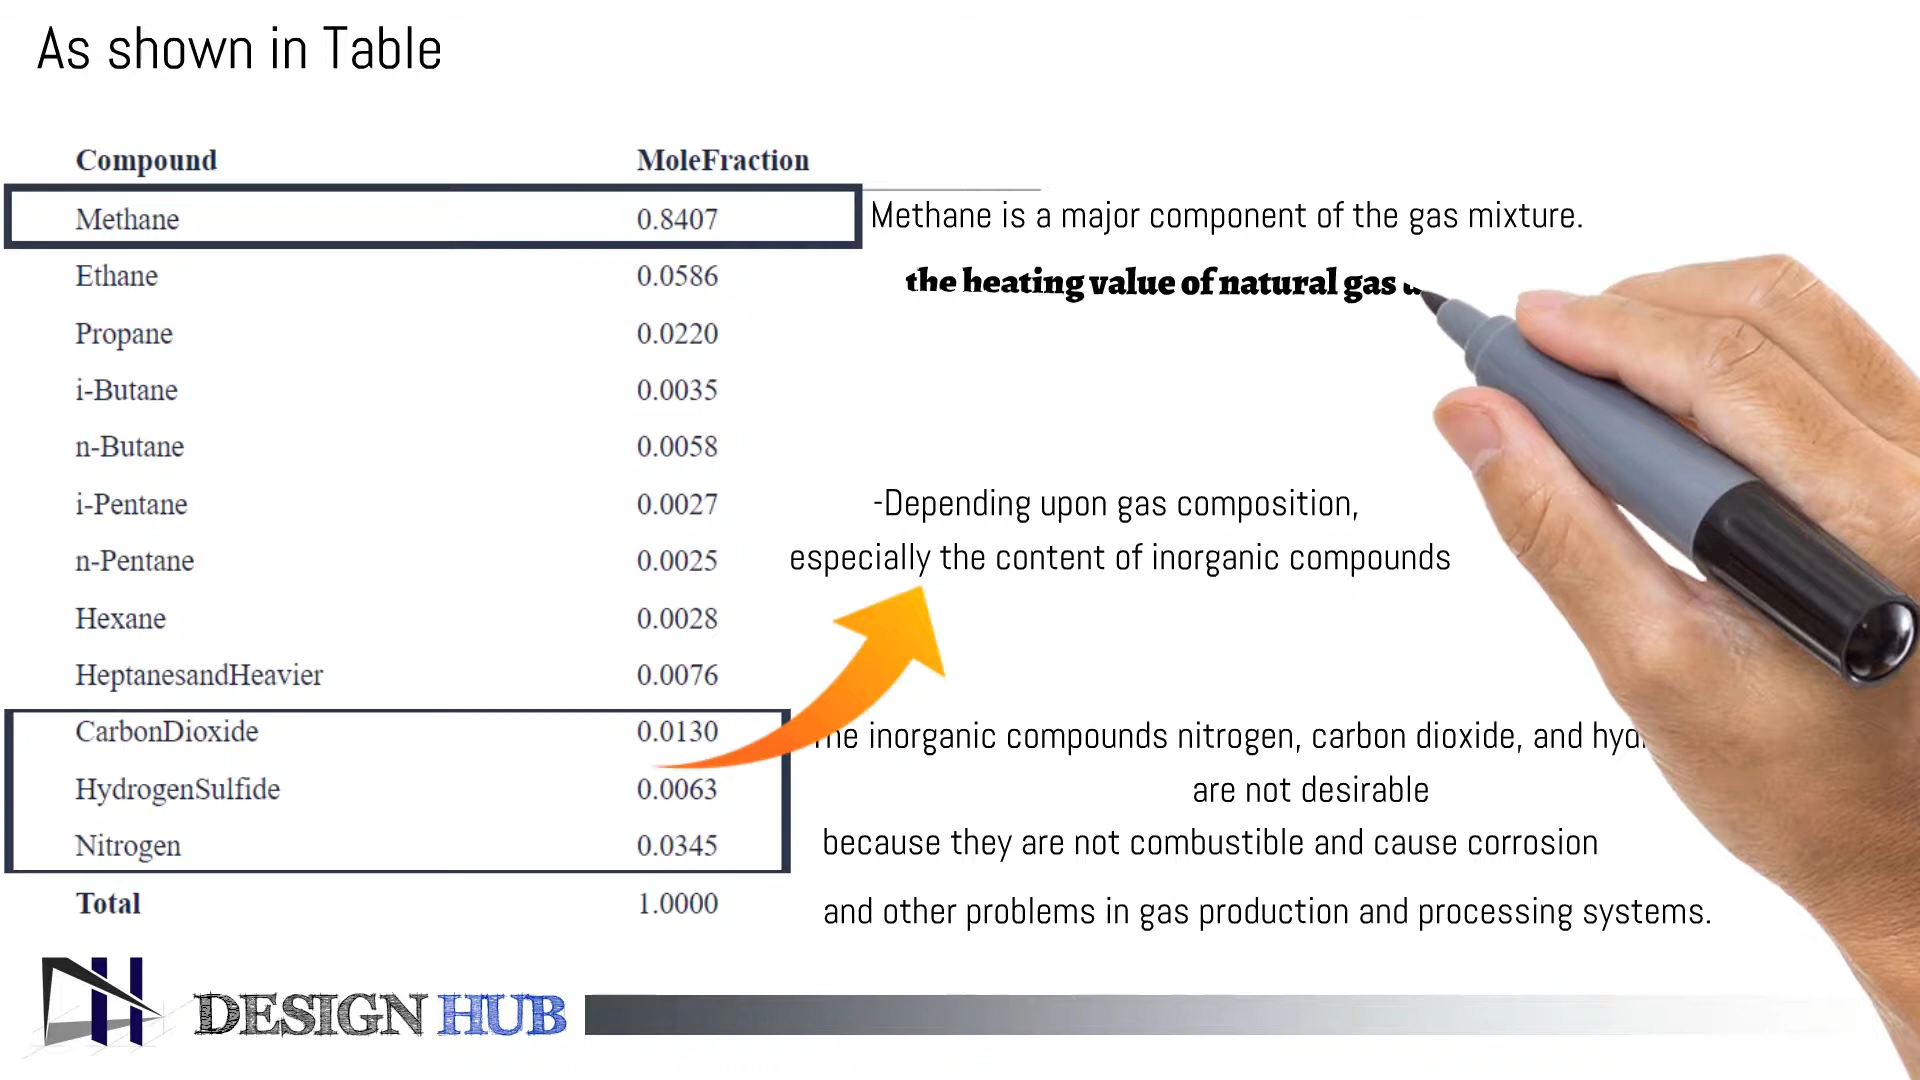 As shown in Table
Compound MoleFraction
Methane 0.8407
Methane is a major component of the gas mixture.
Ethane 0.0586
the heating value of natural gas
Propane 0.0220
i-Butane 0.0035
n-Butane 0.0058
i-Pentane 0.0027
-Depending upon gas composition,
n-Pentane 0.0025
especially the content of inorganic compounds
Hexane 0.0028
HeptanesandHeavier 0.0076
CarbonDioxide 0.0130
inorganic compounds nitrogen, carbon dioxide, and
HydrogenSulfide 0.0063
are not desirable
Nitrogen 0.0345
because they are not combustible and cause corrosion
Total 1.0000
and other problems in gas production and processing systems.
DESIGN HUB